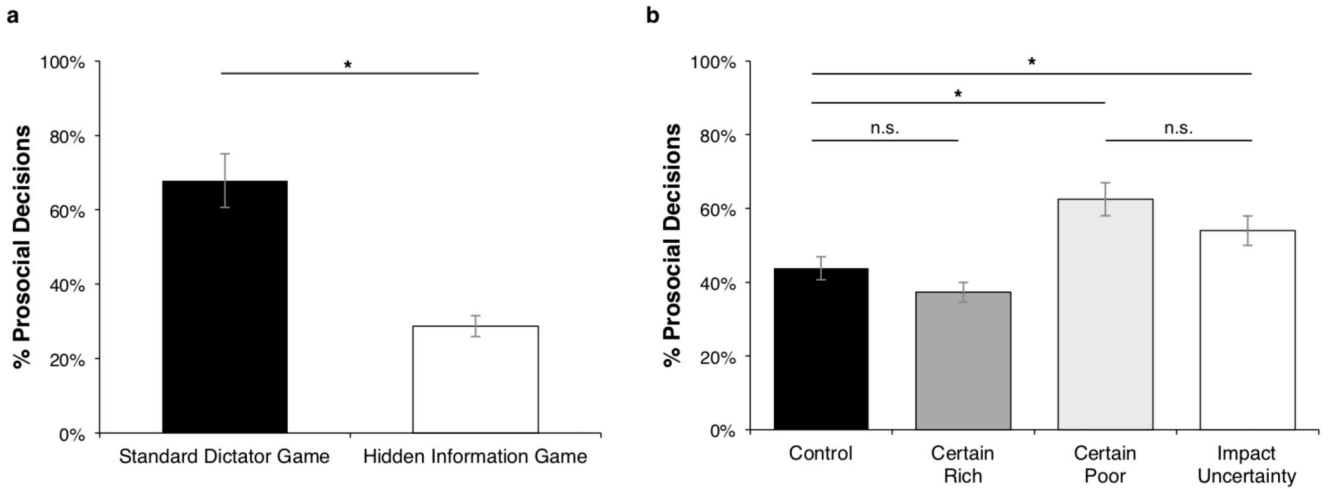 a
% Prosocial Decisions
100%
80%
60%
40%
20%
0%
*
Standard Dictator Game
Hidden Information Game
b
% Prosocial Decisions
100%
80%
60%
40%
20%
0%
*
*
n.s.
n.s.
Control
Certain
Rich
Certain
Poor
Impact
Uncertainty